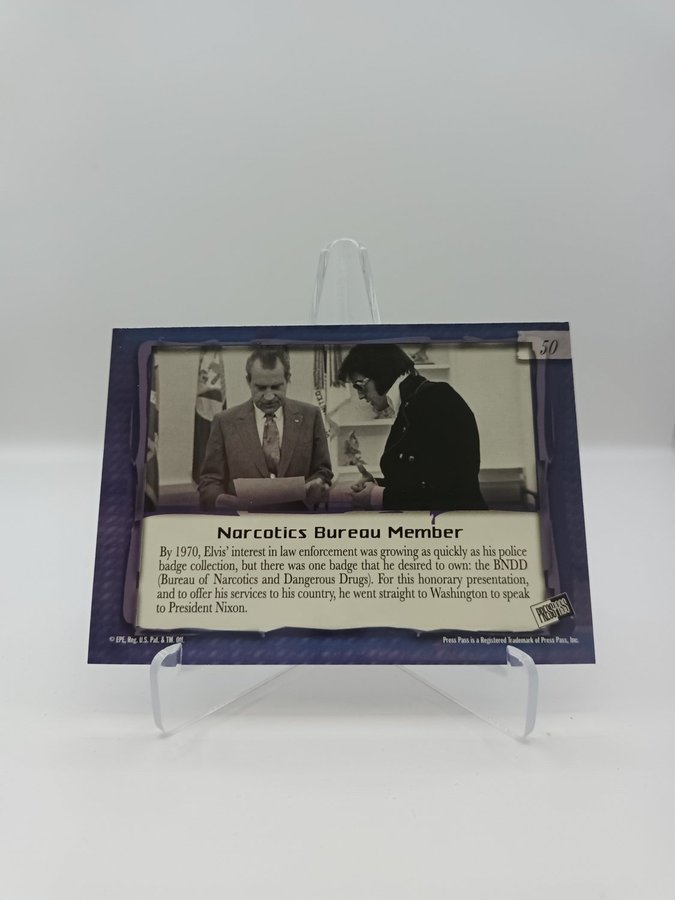 50
Narcotics Bureau Member
By 1970, Elvis' interest in law enforcement was growing as quickly as his police
badge collection, but there was one badge that he desired to own: the BNDD
(Bureau of Narcotics and Dangerous Drugs). For this honorary presentation,
and to offer his services to his country, he went straight to Washington to speak
to President Nixon.
PRESS PASS
© EPE, Reg. U.S. Pat. & TM. Off.
Press Pass is a Registered Trademark of Press Pass, Inc.